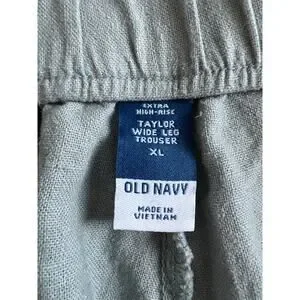 EXTRA
HIGH-RISE
TAYLOR
WIDE LEG
TROUSER
XL
OLD NAVY
MADE IN
VIETNAM